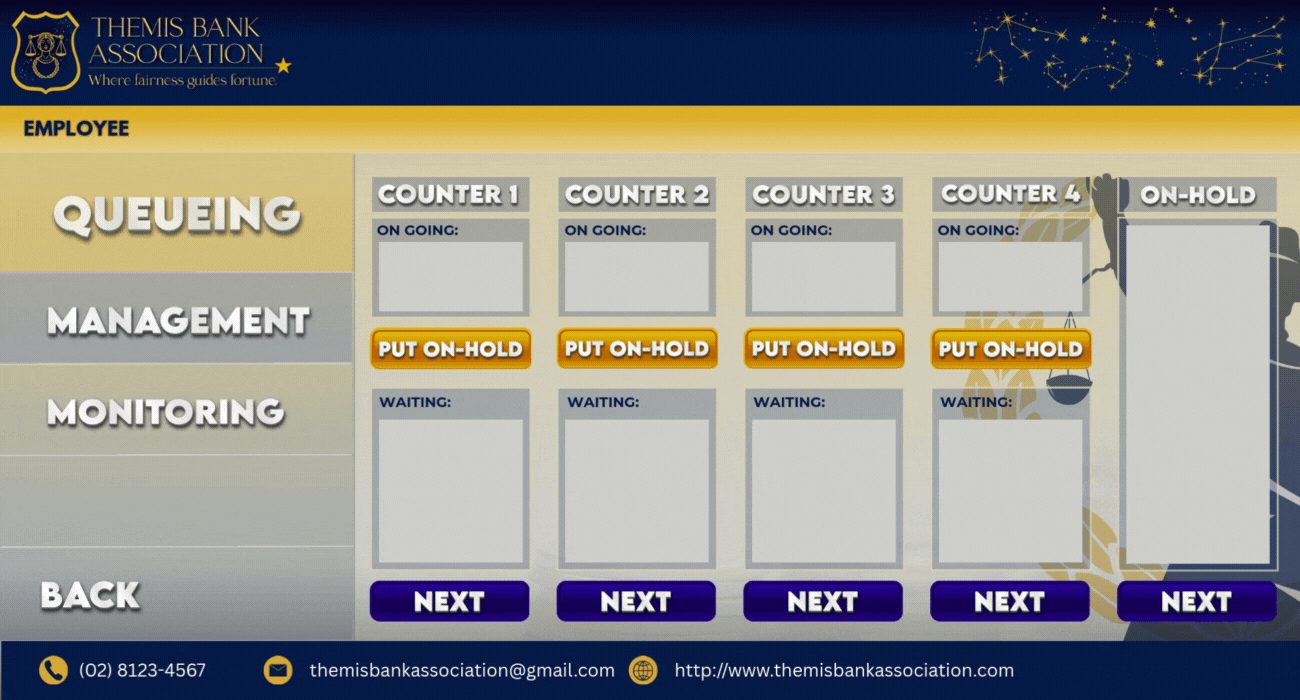 THEMIS BANK
ASSOCIATION
Where fairness guides fortune.
EMPLOYEE
QUEUEING
MANAGEMENT
MONITORING
BACK
COUNTER 1
ON GOING:
PUT ON-HOLD
WAITING:
NEXT
COUNTER 2
ON GOING:
PUT ON-HOLD
WAITING:
NEXT
COUNTER 3
ON GOING:
PUT ON-HOLD
WAITING:
NEXT
COUNTER 4
ON GOING:
PUT ON-HOLD
WAITING:
NEXT
ON-HOLD
NEXT
(02) 8123-4567
themisbankassociation@gmail.com
http://www.themisbankassociation.com